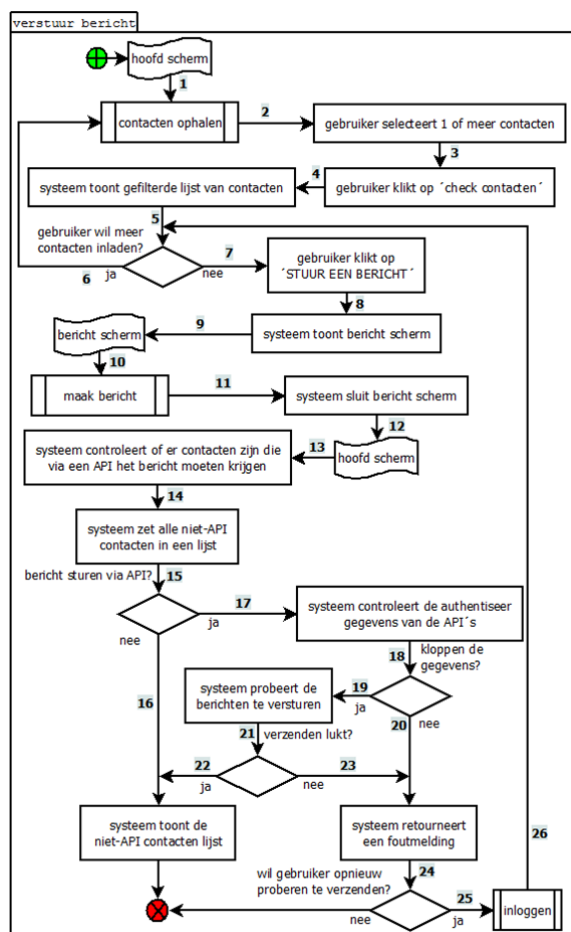 verstuur bericht
hoofd scherm
1
contacten ophalen
2
gebruiker selecteert 1 of meer contacten
3
systeem toont gefilterde lijst van contacten
4
gebruiker klikt op ´check contacten´
5
gebruiker wil meer
contacten inladen?
6
ja
nee
7
gebruiker klikt op
´STUUR EEN BERICHT´
8
bericht scherm
9
systeem toont bericht scherm
10
maak bericht
11
systeem sluit bericht scherm
12
systeem controleert of er contacten zijn die
via een API het bericht moeten krijgen
13
hoofd scherm
14
systeem zet alle niet-API
contacten in een lijst
bericht sturen via API?
15
nee
ja
17
systeem controleert de authentiseer
gegevens van de API´s
18
kloppen de
gegevens?
16
systeem probeert de
berichten te versturen
19
ja
20
nee
21
verzenden lukt?
22
ja
nee
23
systeem toont de
niet-API contacten lijst
systeem retourneert
een foutmelding
26
24
wil gebruiker opnieuw
proberen te verzenden?
nee
ja
25
inloggen